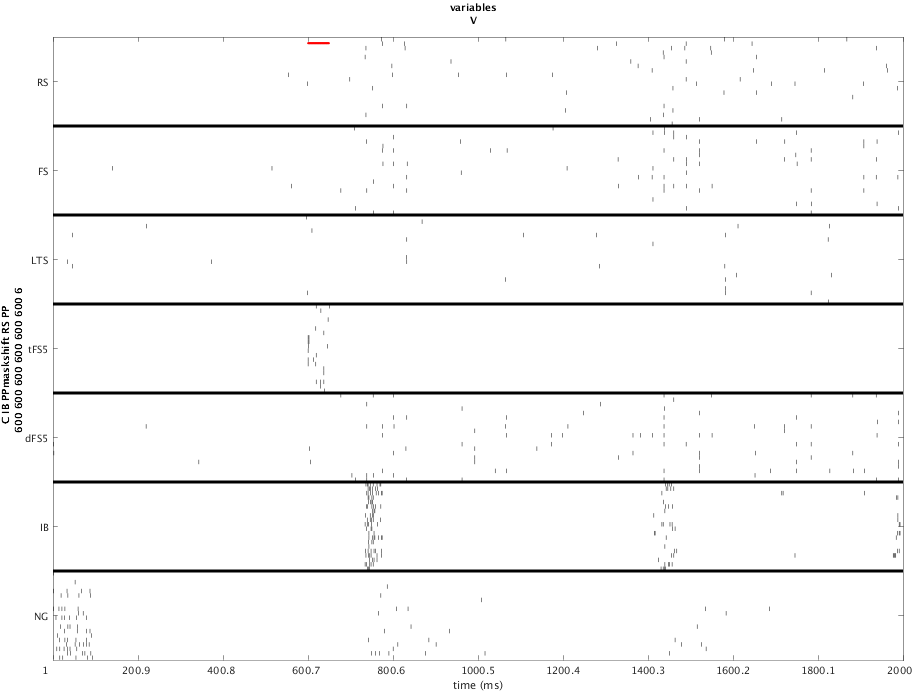 variables
V
RS
FS
LTS
tFS5
dFS5
IB
NG
C IB PPmaskshift RS PP
600 600 600 600 600 600 6
1
200.9
400.8
600.7
800.6
1000.5
1200.4
1400.3
1600.2
1800.1
2000
time (ms)